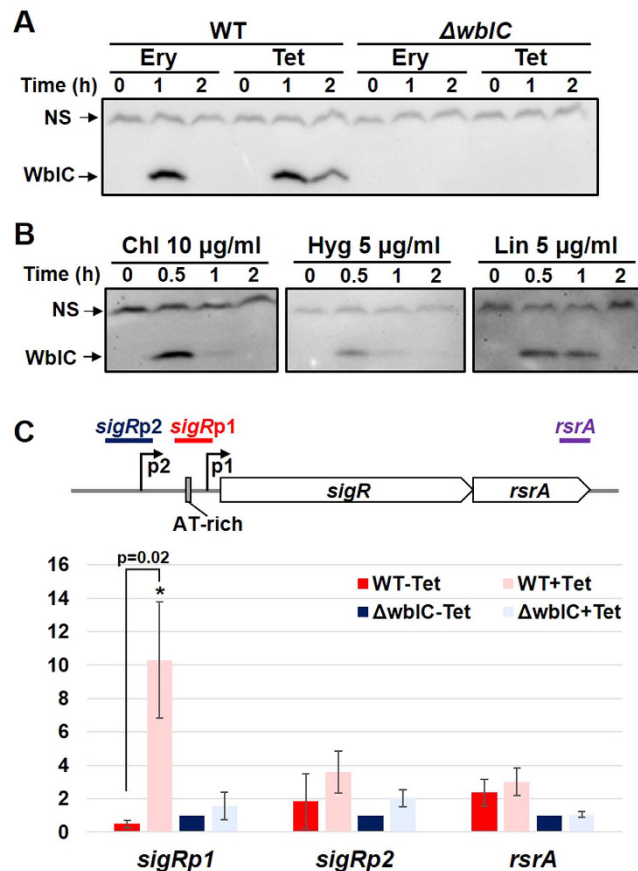 A
WT ΔwblC
Ery Tet Ery Tet
Time (h) 0 1 2 0 1 2 0 1 2 0 1 2
NS
WblC
B
Chl 10 µg/ml Hyg 5 µg/ml Lin 5 µg/ml
Time (h) 0 0.5 1 2 0 0.5 1 2 0 0.5 1 2
NS
WblC
C
sigRp2 sigRp1 rsrA
p2 p1
sigR rsrA
AT-rich
16
p=0.02
14
*
WT-Tet WT+Tet
12
ΔwblC-Tet ΔwblC+Tet
10
8
6
4
2
0
sigRp1 sigRp2 rsrA